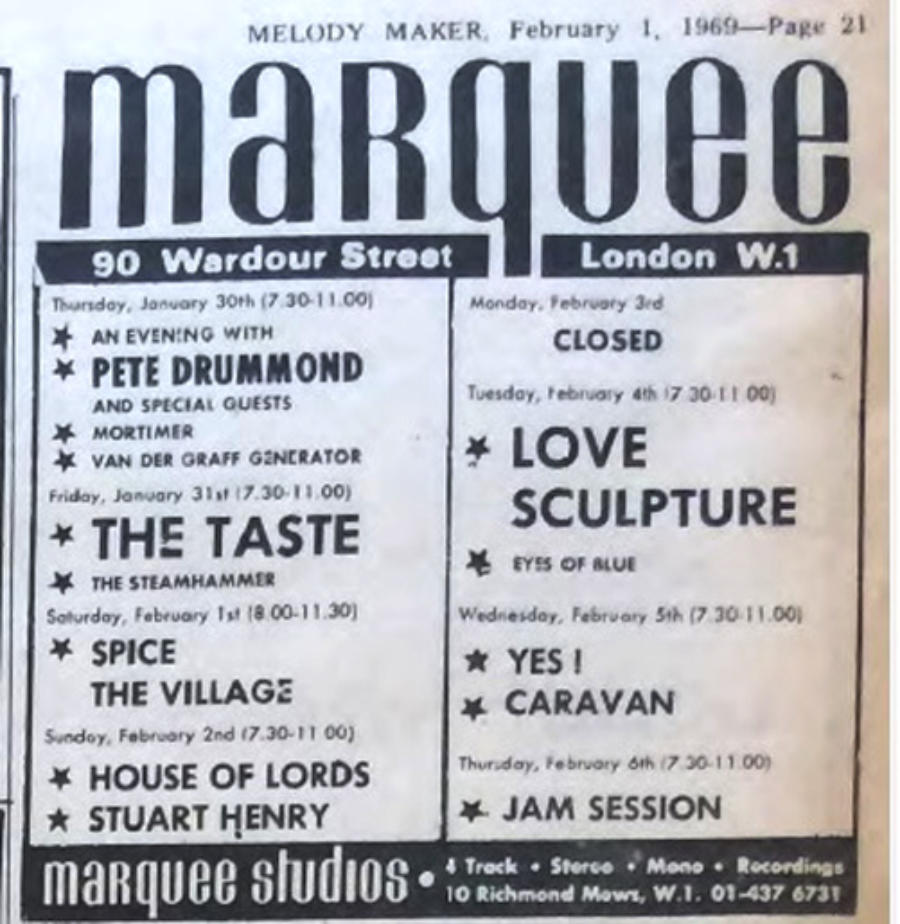 MELODY MAKER, February 1, 1969—Page 21
marquee
90 Wardour Street London W.1
Thursday, January 30th (7.30-11.00)
AN EVENING WITH
PETE DRUMMOND
AND SPECIAL GUESTS
MORTIMER
VAN DER GRAFF GENERATOR
Friday, January 31st (7.30-11.00)
THE TASTE
THE STEAMHAMMER
Saturday, February 1st (8.00-11.30)
SPICE
THE VILLAGE
Sunday, February 2nd (7.30-11 00)
HOUSE OF LORDS
STUART HENRY
Monday, February 3rd
CLOSED
Tuesday, February 4th (7 30-11 00)
LOVE
SCULPTURE
EYES OF BLUE
Wednesday, February 5th (7.30-11.00)
YES!
CARAVAN
Thursday, February 6th (7 30-11.00)
JAM SESSION
marquee studios • 4 Track • Stereo • Mono • Recordings
10 Richmond Mews, W.1. 01-437 6731